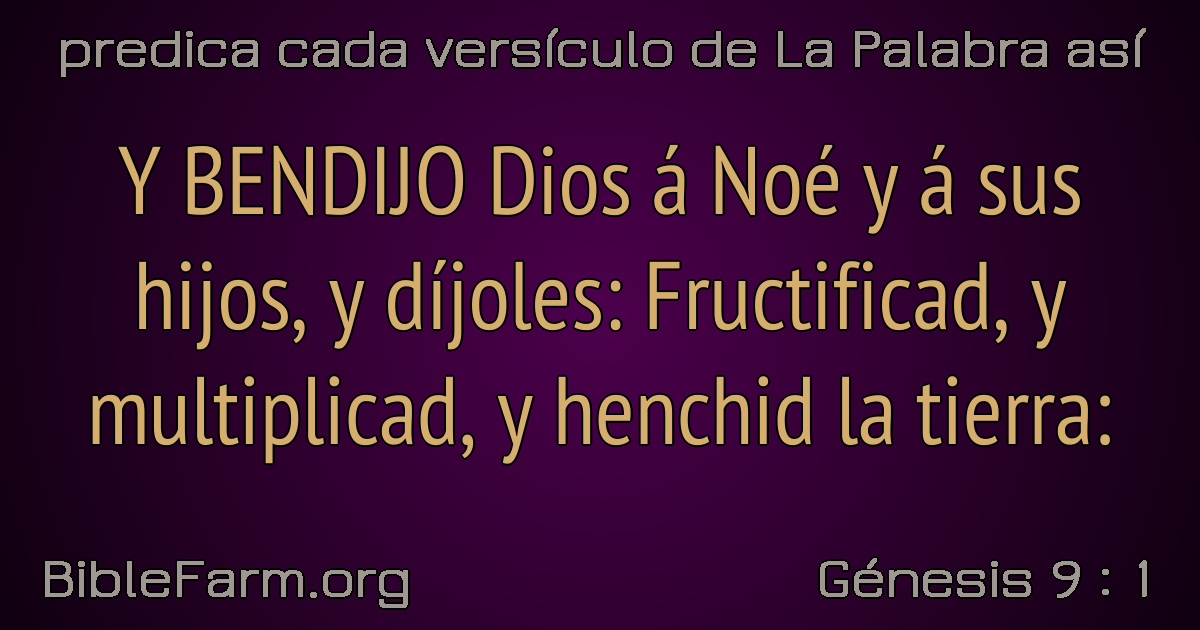 predica cada versículo de La Palabra así
Y BENDIJO Dios á Noé y á sus
hijos, y díjoles: Fructificad, y
multiplicad, y henchid la tierra:
BibleFarm.org
Génesis 9 : 1